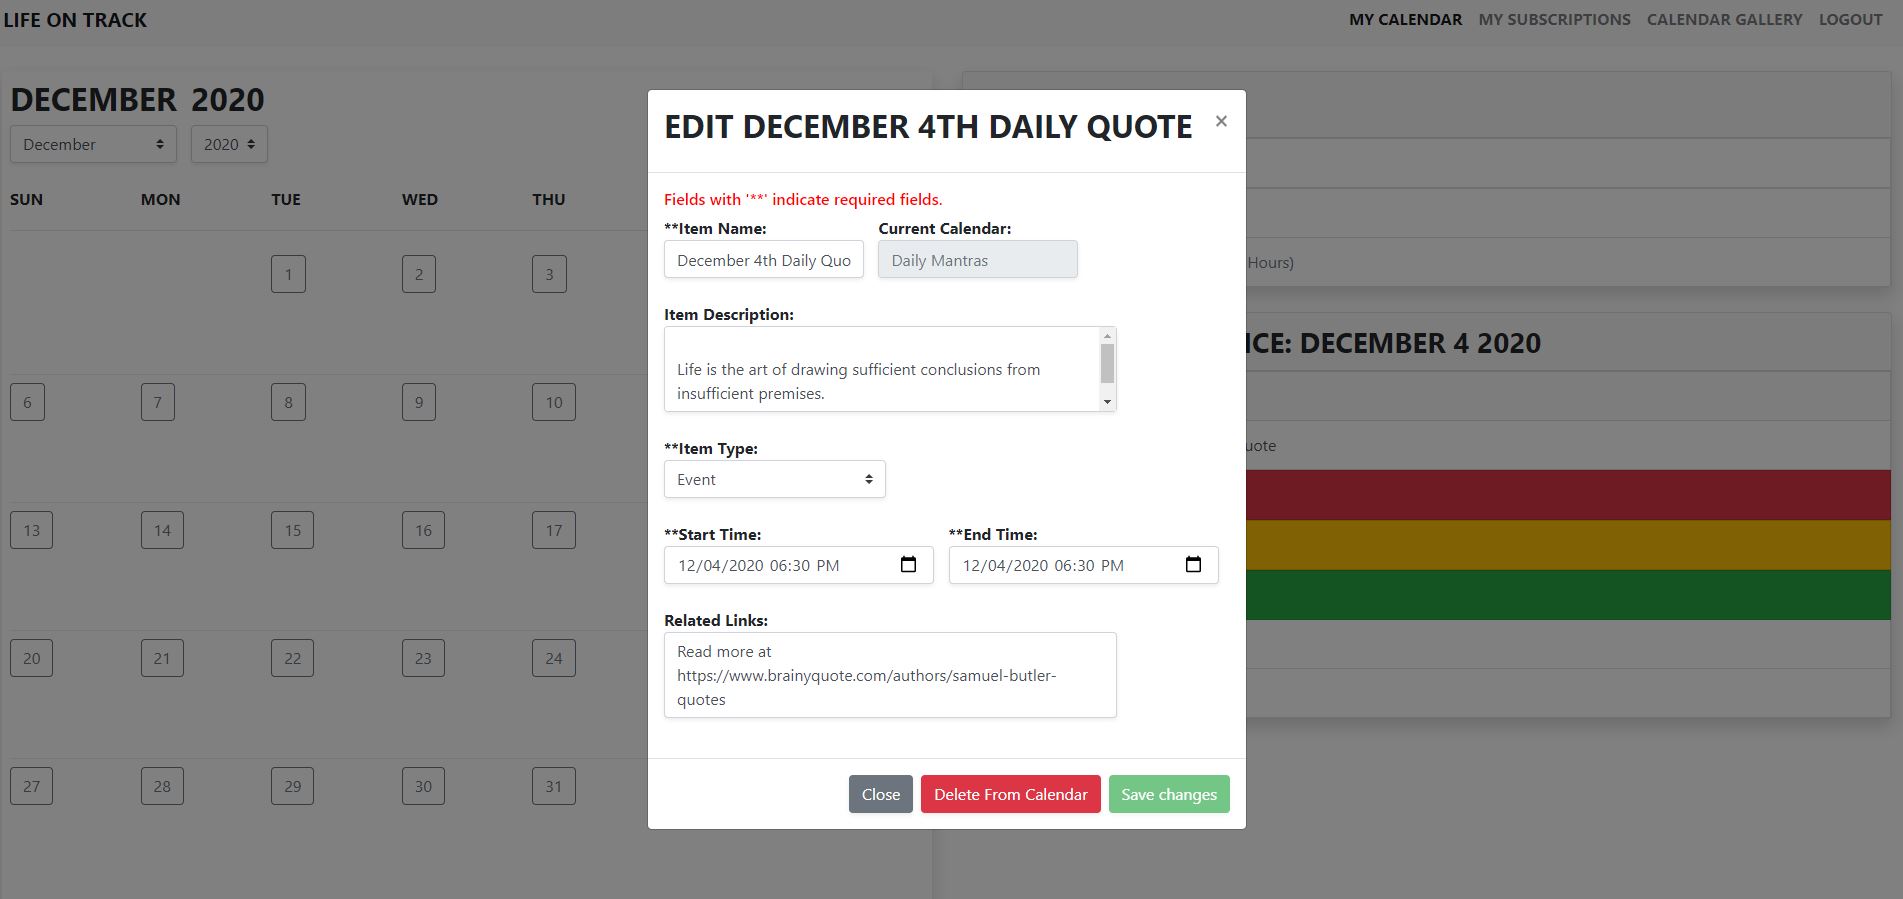 LIFE ON TRACK
MY CALENDAR MY SUBSCRIPTIONS CALENDAR GALLERY LOGOUT
DECEMBER 2020
December 2020
SUN MON TUE WED THU
1 2 3
6 7 8 9 10
13 14 15 16 17
20 21 22 23 24
27 28 29 30 31
EDIT DECEMBER 4TH DAILY QUOTE ×
Fields with '**' indicate required fields.
**Item Name: Current Calendar:
December 4th Daily Quo Daily Mantras
Item Description:
Life is the art of drawing sufficient conclusions from
insufficient premises.
**Item Type:
Event
**Start Time: **End Time:
12/04/2020 06:30 PM 12/04/2020 06:30 PM
Related Links:
Read more at
https://www.brainyquote.com/authors/samuel-butler-
quotes
Close Delete From Calendar Save changes
Hours)
DECEMBER 4 2020